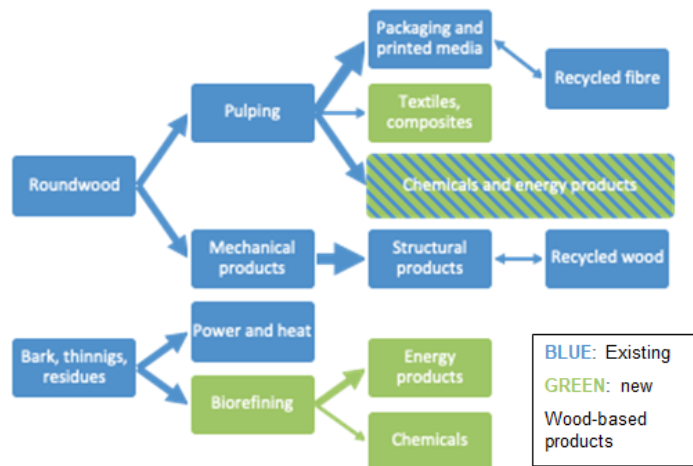 Packaging and
printed media
Recycled fibre
Pulping
Textiles,
composites
Roundwood
Chemicals and energy products
Mechanical
products
Structural
products
Recycled wood
Power and heat
Bark, thinnigs,
residues
Energy
products
Biorefining
Chemicals
BLUE: Existing
GREEN: new
Wood-based
products